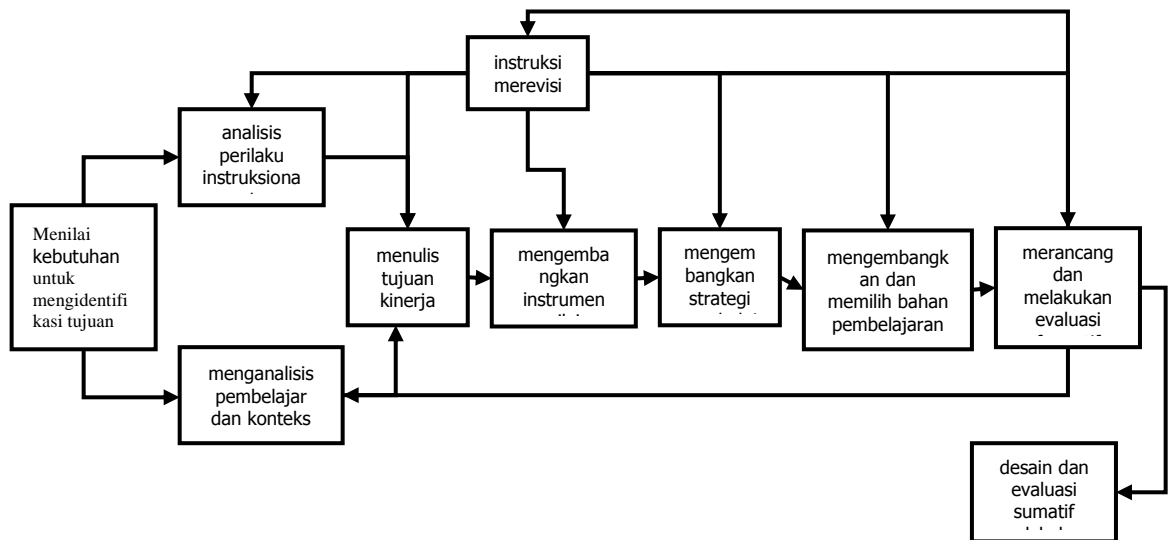 instruksi
merevisi
analisis
perilaku
instruksiona
Menilai
kebutuhan
untuk
mengidentifi
kasi tujuan
menulis
tujuan
kinerja
mengemba
ngkan
instrumen
mengem
bangkan
strategi
mengembangk
an dan
memilih bahan
pembelajaran
merancang
dan
melakukan
evaluasi
menganalisis
pembelajar
dan konteks
desain dan
evaluasi
sumatif